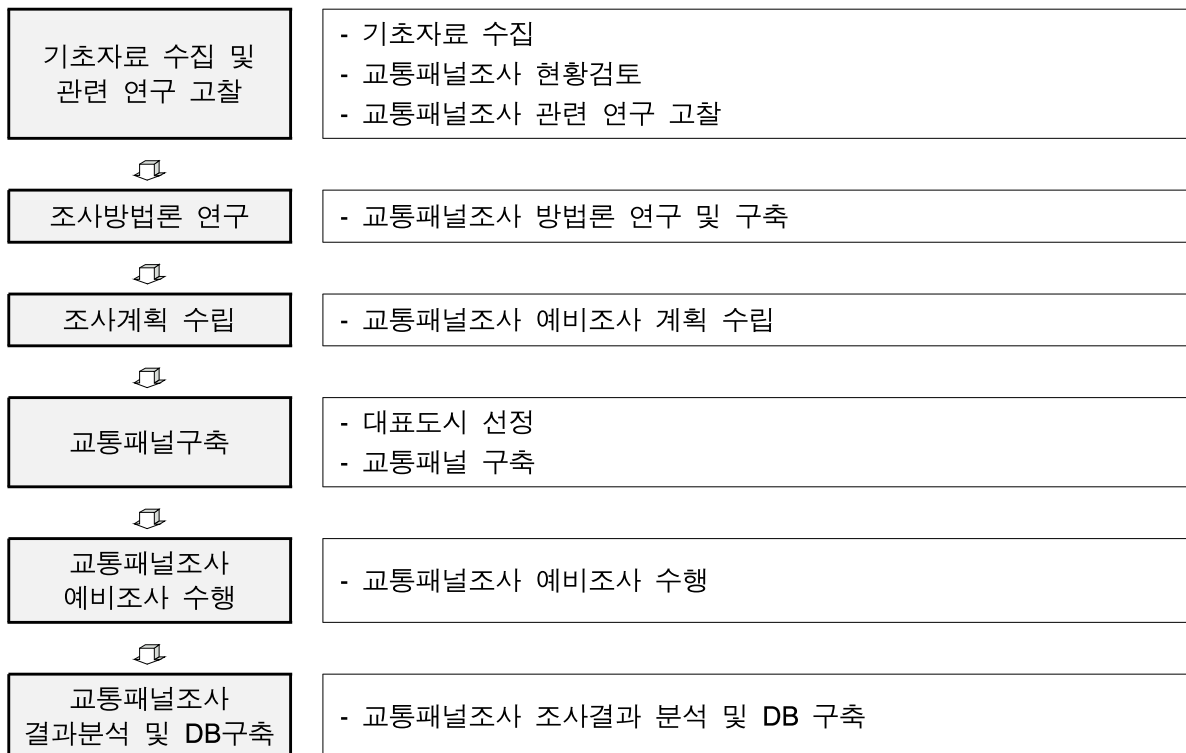 기초자료 수집 및
관련 연구 고찰
- 기초자료 수집
- 교통패널조사 현황검토
- 교통패널조사 관련 연구 고찰
조사방법론 연구
- 교통패널조사 방법론 연구 및 구축
조사계획 수립
- 교통패널조사 예비조사 계획 수립
교통패널구축
- 대표도시 선정
- 교통패널 구축
교통패널조사
예비조사 수행
- 교통패널조사 예비조사 수행
교통패널조사
결과분석 및 DB구축
- 교통패널조사 조사결과 분석 및 DB 구축